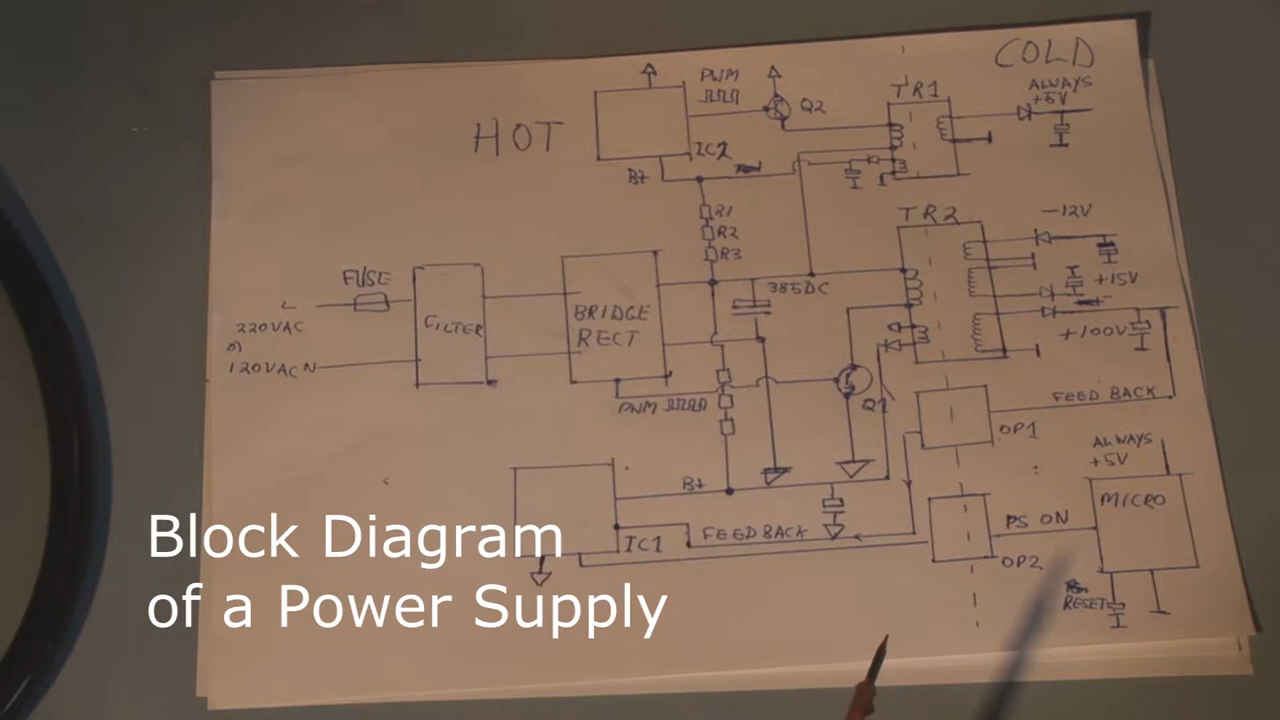 COLD
HOT
PWM
Q2
TR1
ALWAYS
+5V
IC2
B+
R1
R2
R3
TR2
-12V
+15V
+100V
FUSE
L
220VAC
120VAC N
FILTER
BRIDGE
RECT
385DC
PWM
Q1
FEED BACK
OP1
ALWAYS
+5V
MICRO
B+
FEED BACK
IC1
PS ON
OP2
RESET
Block Diagram
of a Power Supply